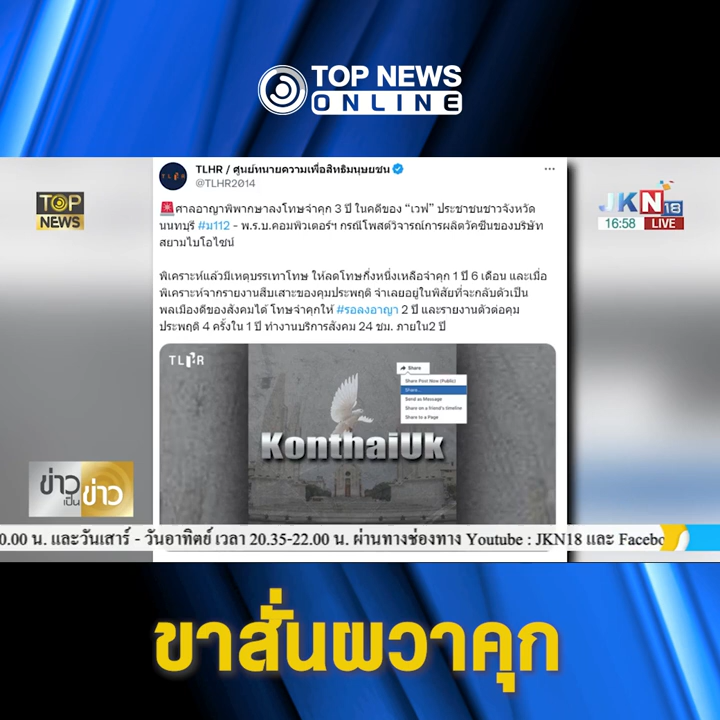 TOP NEWS
ONLINE
TLHR / ศูนย์ทนายความเพื่อสิทธิมนุษยชน
@TLHR2014
TOP
NEWS
JKN18
16:58 LIVE
🚨ศาลอาญาพิพากษาลงโทษจำคุก 3 ปี ในคดีของ “เวฟ” ประชาชนชาวจังหวัด
นนทบุรี #ม112 - พ.ร.บ.คอมพิวเตอร์ฯ กรณีโพสต์วิจารณ์การผลิตวัคซีนของบริษัท
สยามไบโอไซน์
พิเคราะห์แล้วมีเหตุบรรเทาโทษ ให้ลดโทษกึ่งหนึ่งเหลือจำคุก 1 ปี 6 เดือน และเมื่อ
พิเคราะห์จากรายงานสืบเสาะของคุมประพฤติ จำเลยอยู่ในพิสัยที่จะกลับตัวเป็น
พลเมืองดีของสังคมได้ โทษจำคุกให้ #รอลงอาญา 2 ปี และรายงานตัวต่อคุม
ประพฤติ 4 ครั้งใน 1 ปี ทำงานบริการสังคม 24 ชม. ภายใน2 ปี
TLHR
Share
Share Post Now (Public)
Share...
Send as Message
Share on a friend's timeline
Share to a Page
KonthaiUk
ข่าว
เป็น
ข่าว
0.00 น. และวันเสาร์ - วันอาทิตย์ เวลา 20.35-22.00 น. ผ่านทางช่องทาง Youtube : JKN18 และ Facebo
ขาสั่นผวาคุก